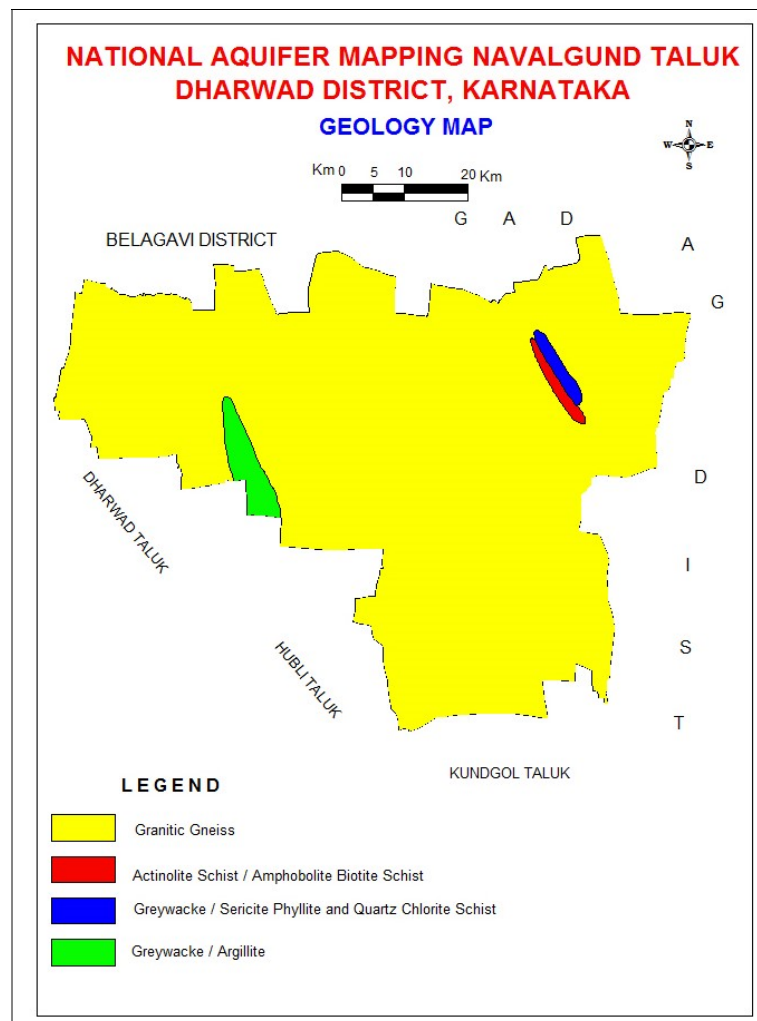 NATIONAL AQUIFER MAPPING NAVALGUND TALUK
DHARWAD DISTRICT, KARNATAKA
GEOLOGY MAP
N
W E
S
Km 0 5 10 20 Km
G A D A G
BELAGAVI DISTRICT
D I S T
DHARWAD TALUK
HUBLI TALUK
KUNDGOL TALUK
LEGEND
Granitic Gneiss
Actinolite Schist / Amphobolite Biotite Schist
Greywacke / Sericite Phyllite and Quartz Chlorite Schist
Greywacke / Argillite